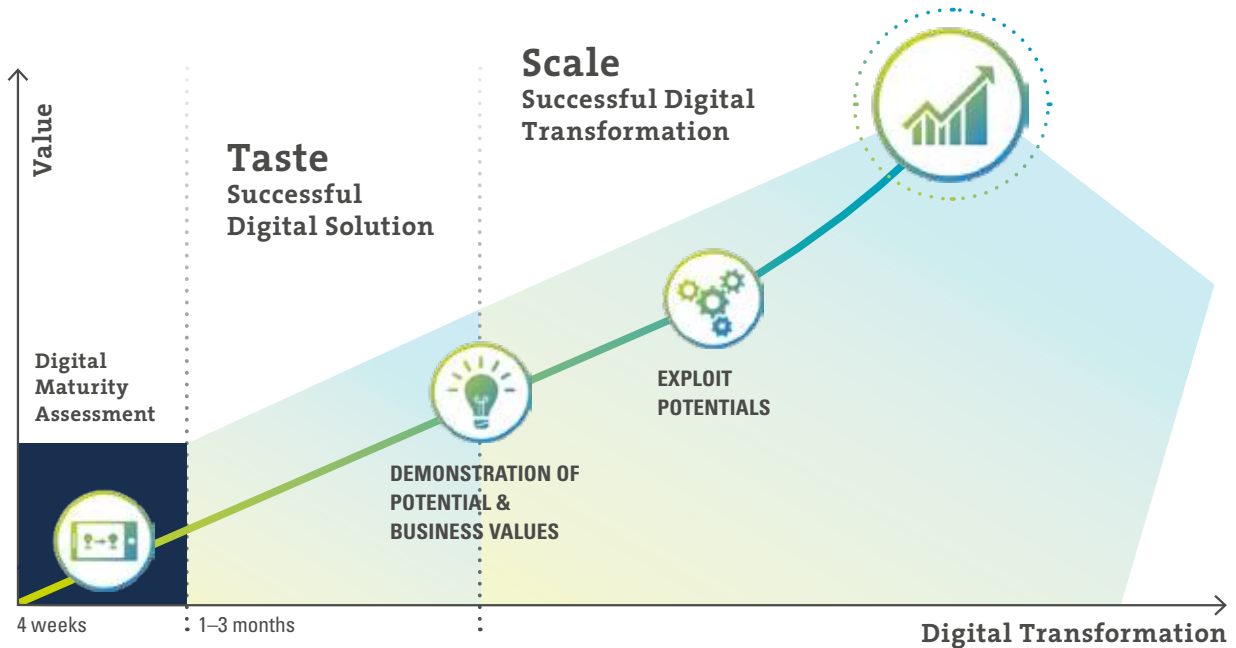 Scale
Successful Digital
Transformation
Value
Taste
Successful
Digital Solution
Digital
Maturity
Assessment
EXPLOIT
POTENTIALS
DEMONSTRATION OF
POTENTIAL &
BUSINESS VALUES
4 weeks
1–3 months
Digital Transformation